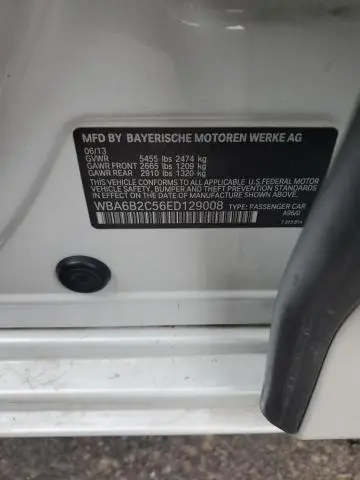 MFD BY BAYERISCHE MOTOREN WERKE AG
06/13
GVWR 5455 lbs 2474 kg
GAWR FRONT 2665 lbs 1209 kg
GAWR REAR 2910 lbs 1320 kg
THIS VEHICLE CONFORMS TO ALL APPLICABLE U.S.FEDERAL MOTOR
VEHICLE SAFETY, BUMPER AND THEFT PREVENTION STANDARDS
IN EFFECT ON THE DATE OF MANUFACTURE SHOWN ABOVE.
WBA6B2C56ED129008 TYPE: PASSENGER CAR
A96/0